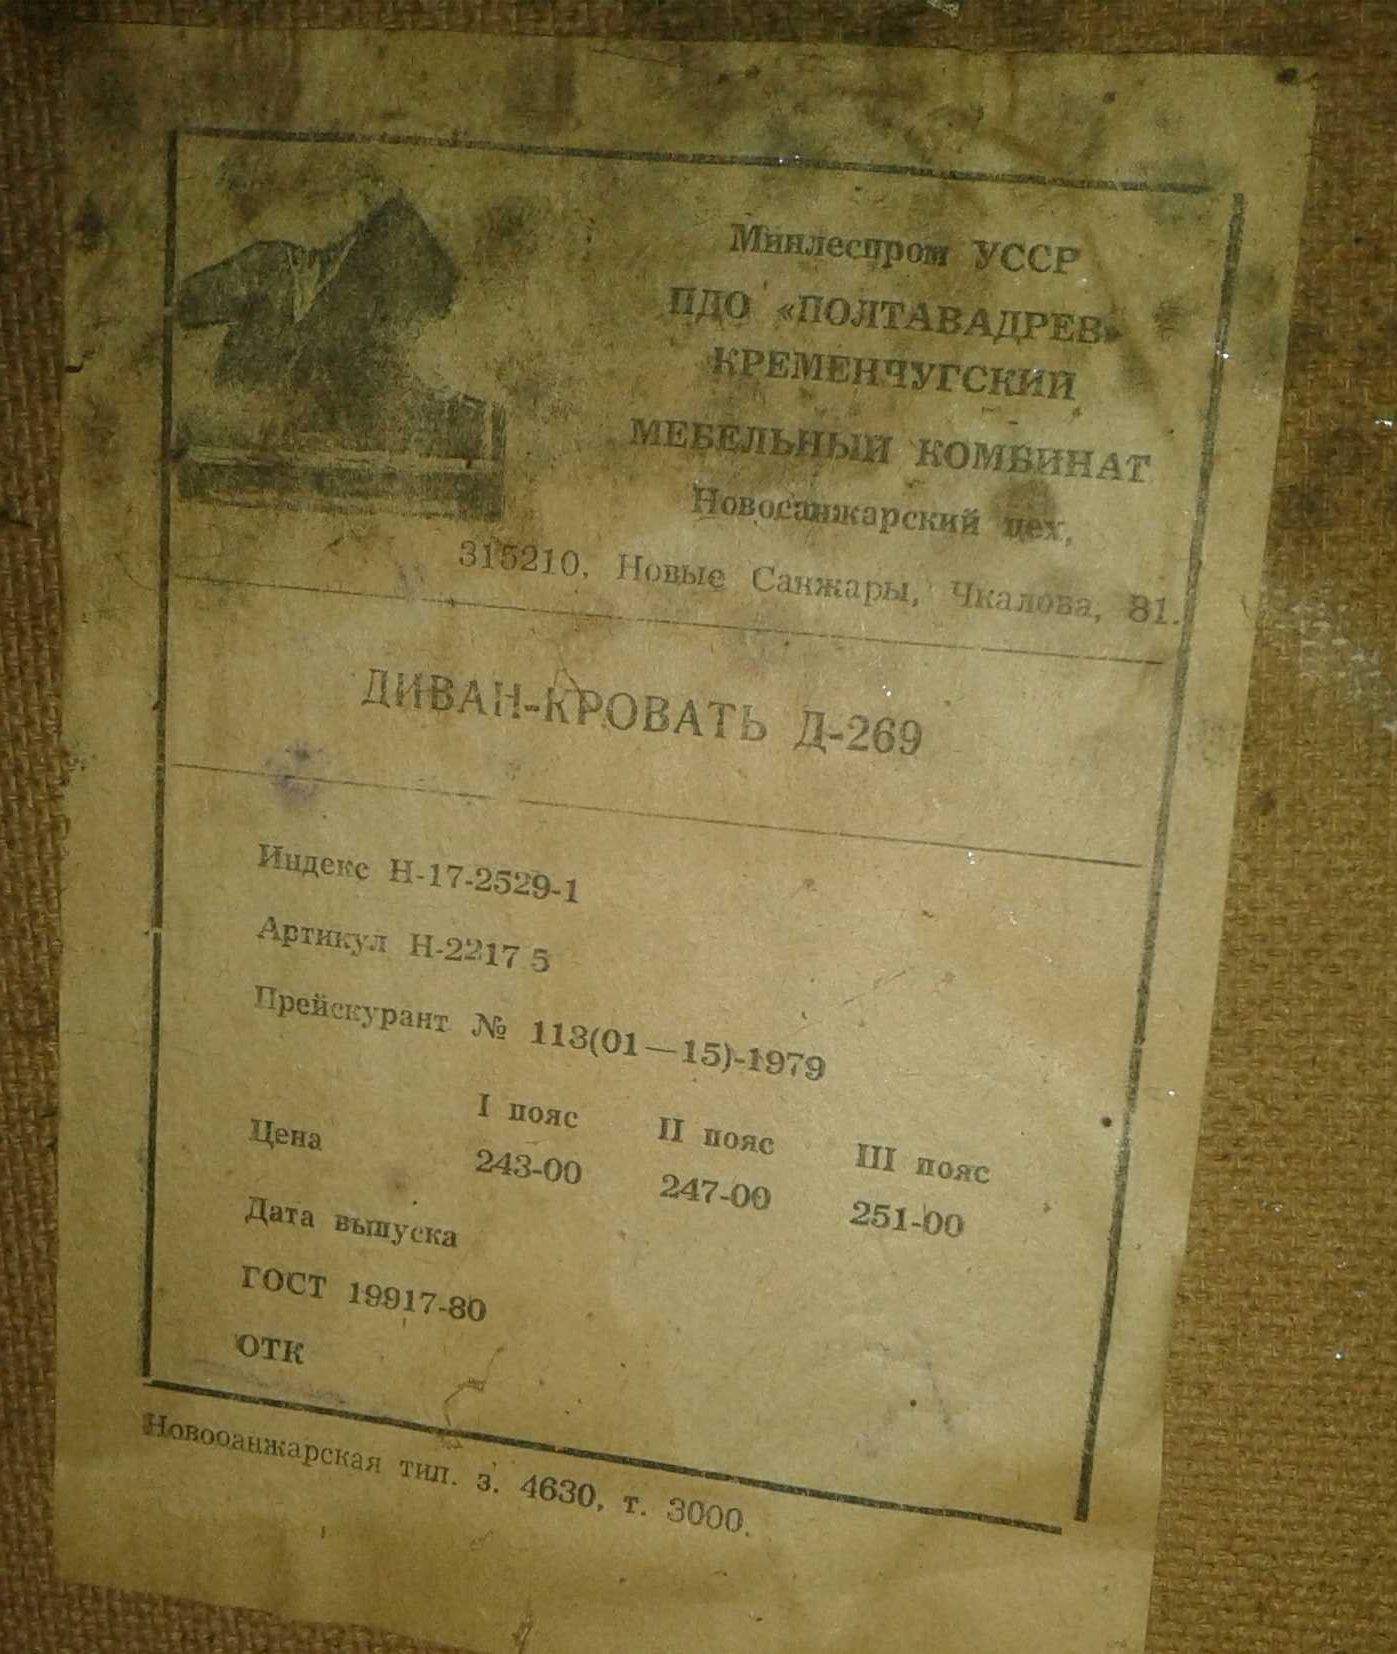 Минлеспром УССР
ПДО «ПОЛТАВАДРЕВ»
КРЕМЕНЧУГСКИЙ
МЕБЕЛЬНЫЙ КОМБИНАТ
Новосанжарский цех,
315210, Новые Санжары, Чкалова, 81.
ДИВАН-КРОВАТЬ Д-269
Индекс Н-17-2529-1
Артикул Н-2217 5
Прейскурант № 113(01—15)-1979
I пояс II пояс III пояс
Цена 243-00 247-00 251-00
Дата выпуска
ГОСТ 19917-80
ОТК
Новооанжарская тип. з. 4630, т. 3000.